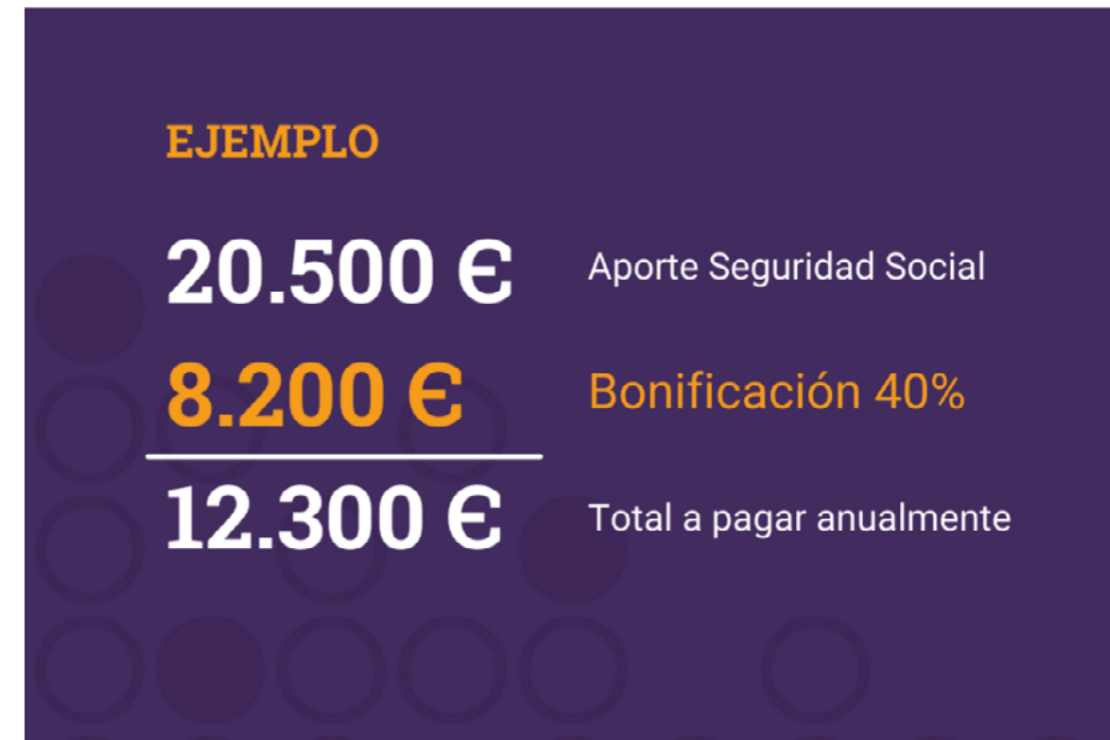 EJEMPLO
20.500 € Aporte Seguridad Social
8.200 € Bonificación 40%
12.300 € Total a pagar anualmente